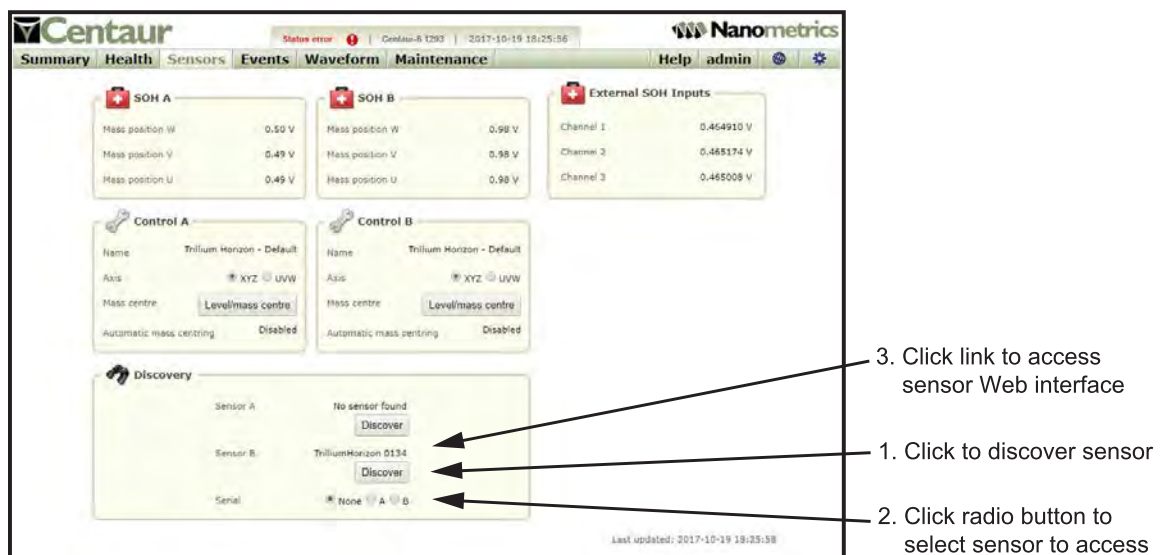 Centaur
Status error | Centaur-6 1293 | 2017-10-19 18:25:56
Nanometrics
Summary Health Sensors Events Waveform Maintenance Help admin
SOH A
Mass position W 0.50 V
Mass position V 0.49 V
Mass position U 0.49 V
SOH B
Mass position W 0.98 V
Mass position V 0.98 V
Mass position U 0.98 V
External SOH Inputs
Channel 1 0.464910 V
Channel 2 0.465174 V
Channel 3 0.465008 V
Control A
Name Trillium Horizon - Default
Axis XYZ UVW
Mass centre Level/mass centre
Automatic mass centring Disabled
Control B
Name Trillium Horizon - Default
Axis XYZ UVW
Mass centre Level/mass centre
Automatic mass centring Disabled
Discovery
Sensor A No sensor found
Discover
Sensor B TrilliumHorizon 0134
Discover
Serial None A B
Last updated: 2017-10-19 18:25:58
3. Click link to access
sensor Web interface
1. Click to discover sensor
2. Click radio button to
select sensor to access